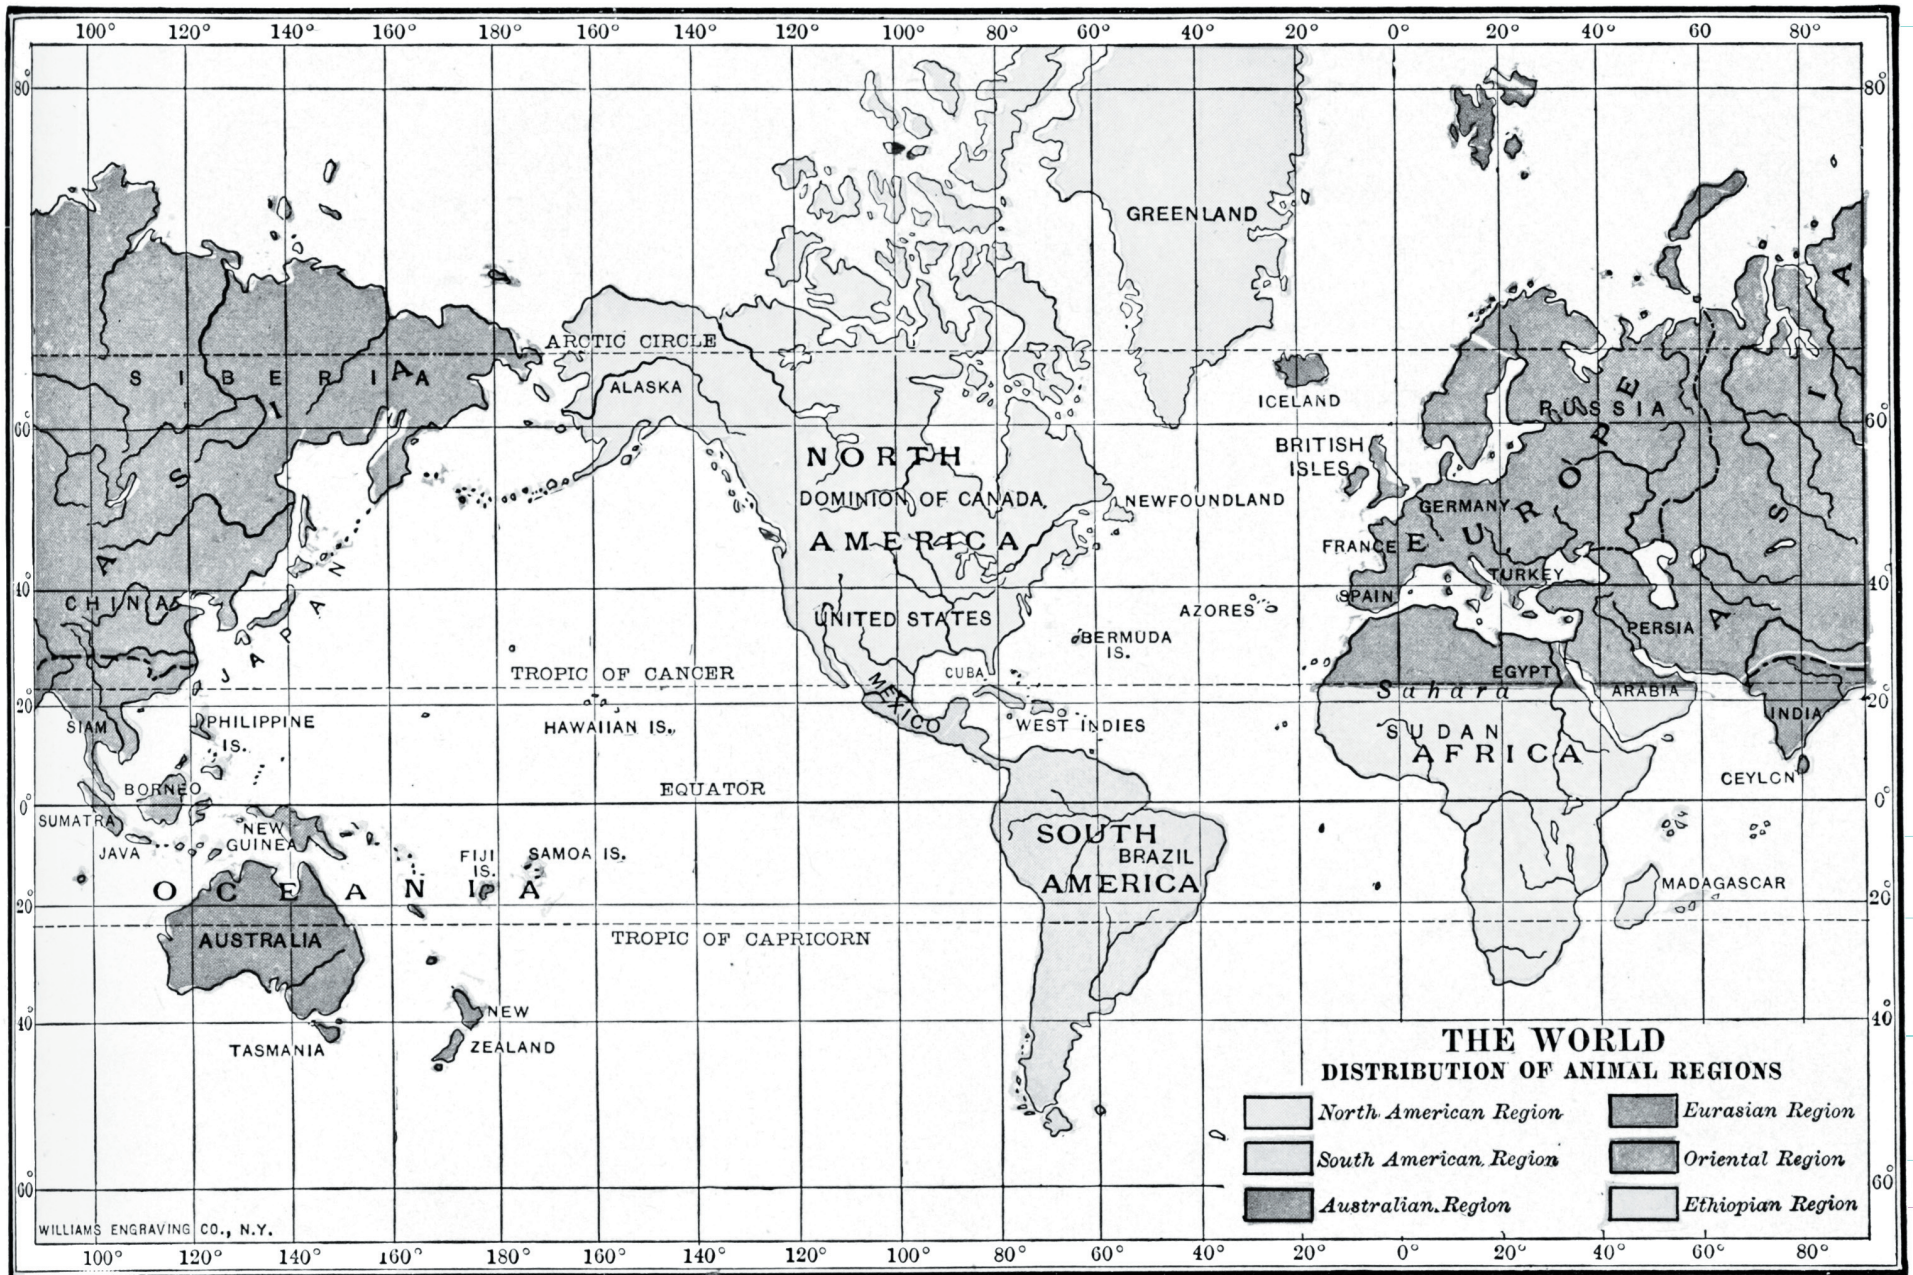 100° 120° 140° 160° 180° 160° 140° 120° 100° 80° 60° 40° 20° 0° 20° 40° 60 80°
80° 80°
GREENLAND
ARCTIC CIRCLE
SIBERIA
ALASKA
ICELAND
RUSSIA
60° 60°
NORTH
AMERICA
BRITISH
ISLES
DOMINION OF CANADA
NEWFOUNDLAND
GERMANY
EUROPE
ASIA
ASIA
FRANCE
TURKEY
40° 40°
CHINA
JAPAN
UNITED STATES
AZORES
SPAIN
BERMUDA
IS.
PERSIA
TROPIC OF CANCER
CUBA
EGYPT
Sahara
ARABIA
20° 20°
MEXICO
SIAM
PHILIPPINE
IS.
HAWAIIAN IS.
WEST INDIES
SUDAN
AFRICA
INDIA
CEYLON
BORNEO
EQUATOR
0° 0°
SUMATRA
JAVA
NEW
GUINEA
FIJI
IS.
SAMOA IS.
SOUTH
AMERICA
BRAZIL
OCEANIA
MADAGASCAR
20° 20°
AUSTRALIA
TROPIC OF CAPRICORN
NEW
ZEALAND
40° 40°
TASMANIA
THE WORLD
DISTRIBUTION OF ANIMAL REGIONS
North American Region
Eurasian Region
South American Region
Oriental Region
Australian Region
Ethiopian Region
60 60°
WILLIAMS ENGRAVING CO., N.Y.
100° 120° 140° 160° 180° 160° 140° 120° 100° 80° 60° 40° 20° 0° 20° 40° 60° 80°